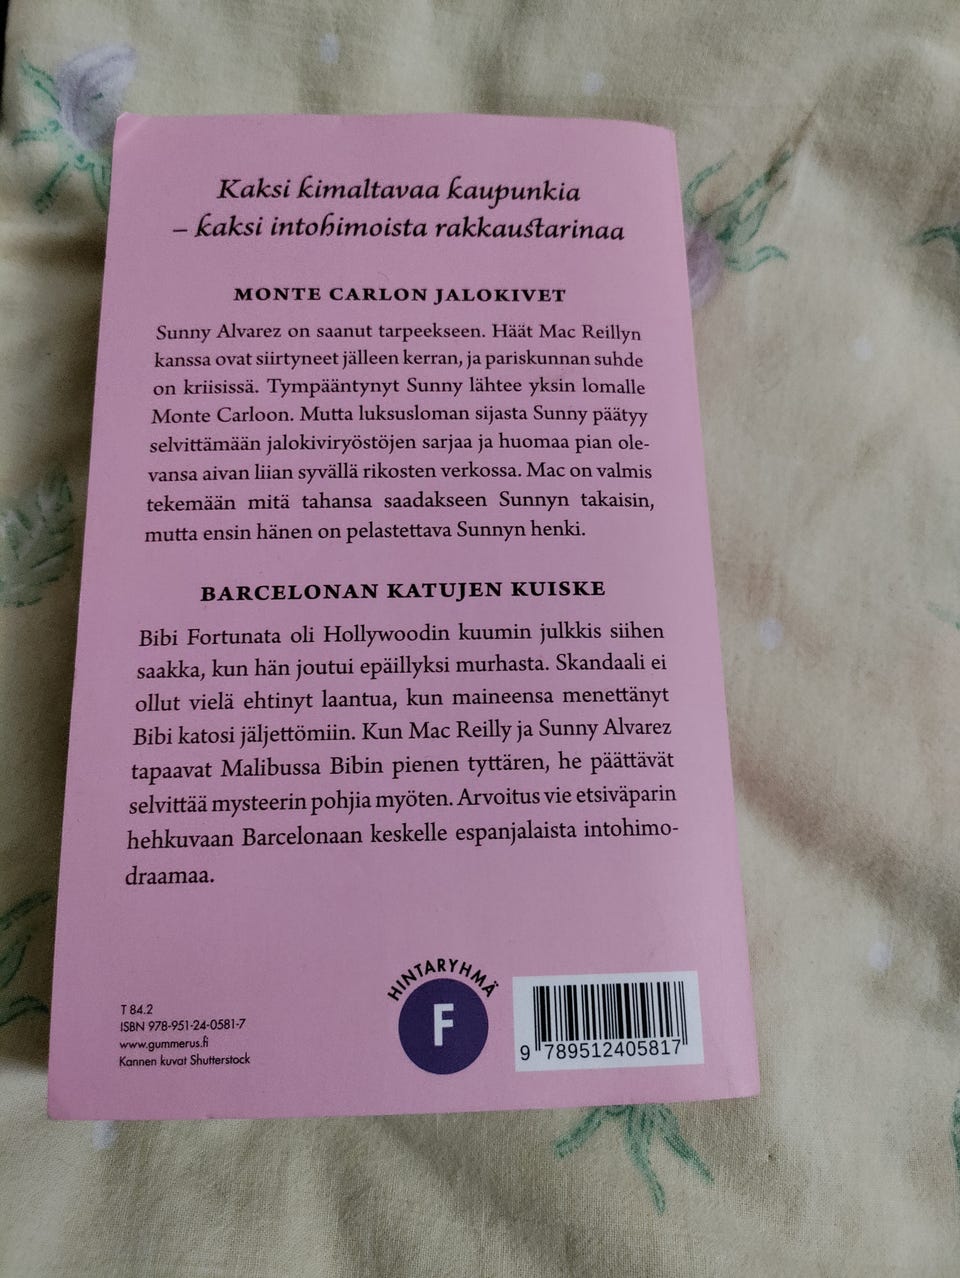 Kaksi kimaltavaa kaupunkia
– kaksi intohimoista rakkaustarinaa
MONTE CARLON JALOKIVET
Sunny Alvarez on saanut tarpeekseen. Häät Mac Reillyn
kanssa ovat siirtyneet jälleen kerran, ja pariskunnan suhde
on kriisissä. Tympääntynyt Sunny lähtee yksin lomalle
Monte Carloon. Mutta luksusloman sijasta Sunny päätyy
selvittämään jalokiviryöstöjen sarjaa ja huomaa pian ole-
vansa aivan liian syvällä rikosten verkossa. Mac on valmis
tekemään mitä tahansa saadakseen Sunnyn takaisin,
mutta ensin hänen on pelastettava Sunnyn henki.
BARCELONAN KATUJEN KUISKE
Bibi Fortunata oli Hollywoodin kuumin julkkis siihen
saakka, kun hän joutui epäillyksi murhasta. Skandaali ei
ollut vielä ehtinyt laantua, kun maineensa menettänyt
Bibi katosi jäljettömiin. Kun Mac Reilly ja Sunny Alvarez
tapaavat Malibussa Bibin pienen tyttären, he päättävät
selvittää mysteerin pohjia myöten. Arvoitus vie etsiväparin
hehkuvaan Barcelonaan keskelle espanjalaista intohimo-
draamaa.
T 84.2
ISBN 978-951-24-0581-7
www.gummerus.fi
Kannen kuvat Shutterstock
HINTARYHMÄ
F
9 789512 405817